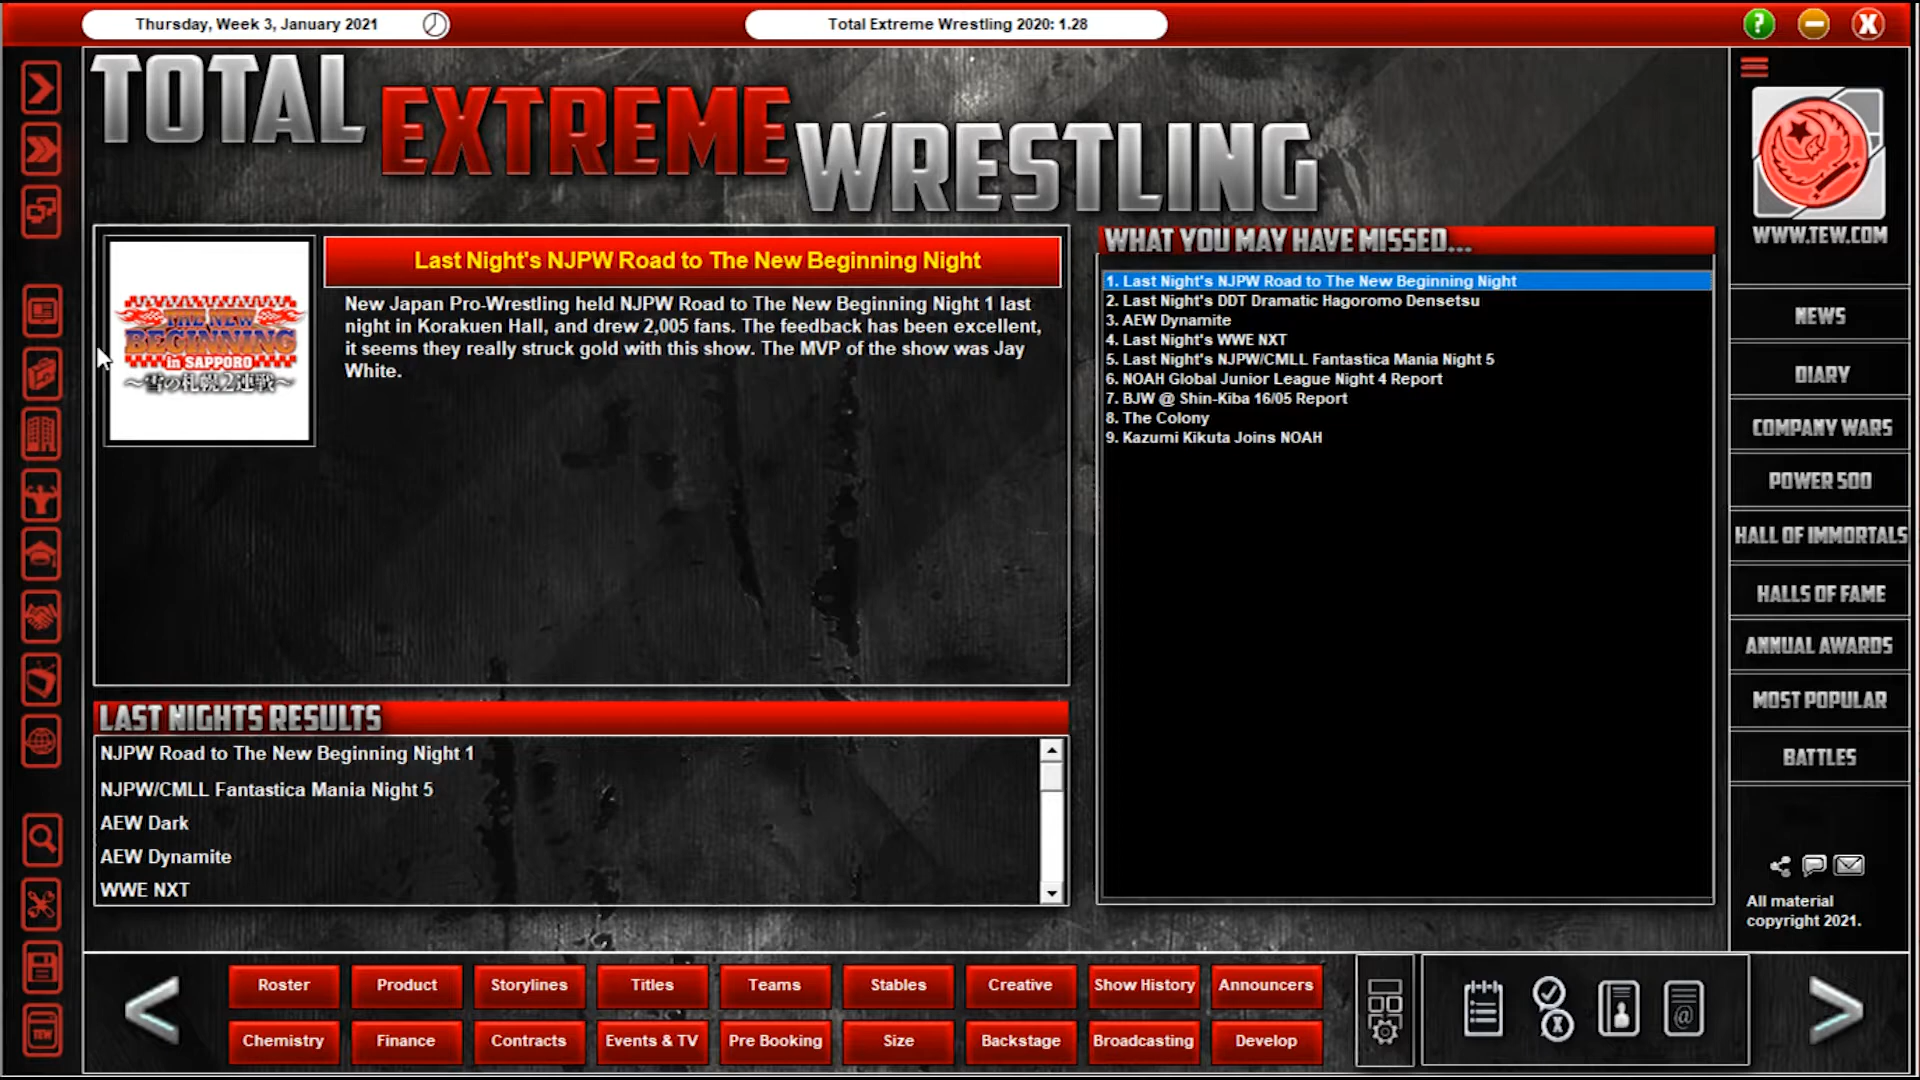 Thursday, Week 3, January 2021
Total Extreme Wrestling 2020: 1.28
?
X
TOTAL EXTREME WRESTLING
WWW.TEW.COM
THE NEW
BEGINNING
in SAPPORO
～雪の札幌2連戦～
Last Night's NJPW Road to The New Beginning Night
New Japan Pro-Wrestling held NJPW Road to The New Beginning Night 1 last
night in Korakuen Hall, and drew 2,005 fans. The feedback has been excellent,
it seems they really struck gold with this show. The MVP of the show was Jay
White.
WHAT YOU MAY HAVE MISSED...
1. Last Night's NJPW Road to The New Beginning Night
2. Last Night's DDT Dramatic Hagoromo Densetsu
3. AEW Dynamite
4. Last Night's WWE NXT
5. Last Night's NJPW/CMLL Fantastica Mania Night 5
6. NOAH Global Junior League Night 4 Report
7. BJW @ Shin-Kiba 16/05 Report
8. The Colony
9. Kazumi Kikuta Joins NOAH
LAST NIGHTS RESULTS
NJPW Road to The New Beginning Night 1
NJPW/CMLL Fantastica Mania Night 5
AEW Dark
AEW Dynamite
WWE NXT
NEWS
DIARY
COMPANY WARS
POWER 500
HALL OF IMMORTALS
HALLS OF FAME
ANNUAL AWARDS
MOST POPULAR
BATTLES
All material
copyright 2021.
TEW
Roster
Product
Storylines
Titles
Teams
Stables
Creative
Show History
Announcers
Chemistry
Finance
Contracts
Events & TV
Pre Booking
Size
Backstage
Broadcasting
Develop